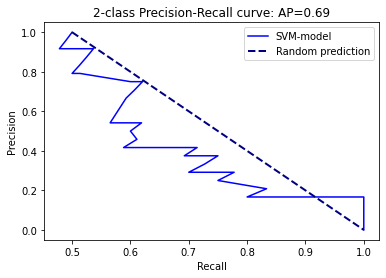 2-class Precision-Recall curve: AP=0.69
SVM-model
Random prediction
Precision
1.0
0.8
0.6
0.4
0.2
0.0
0.5
0.6
0.7
0.8
0.9
1.0
Recall